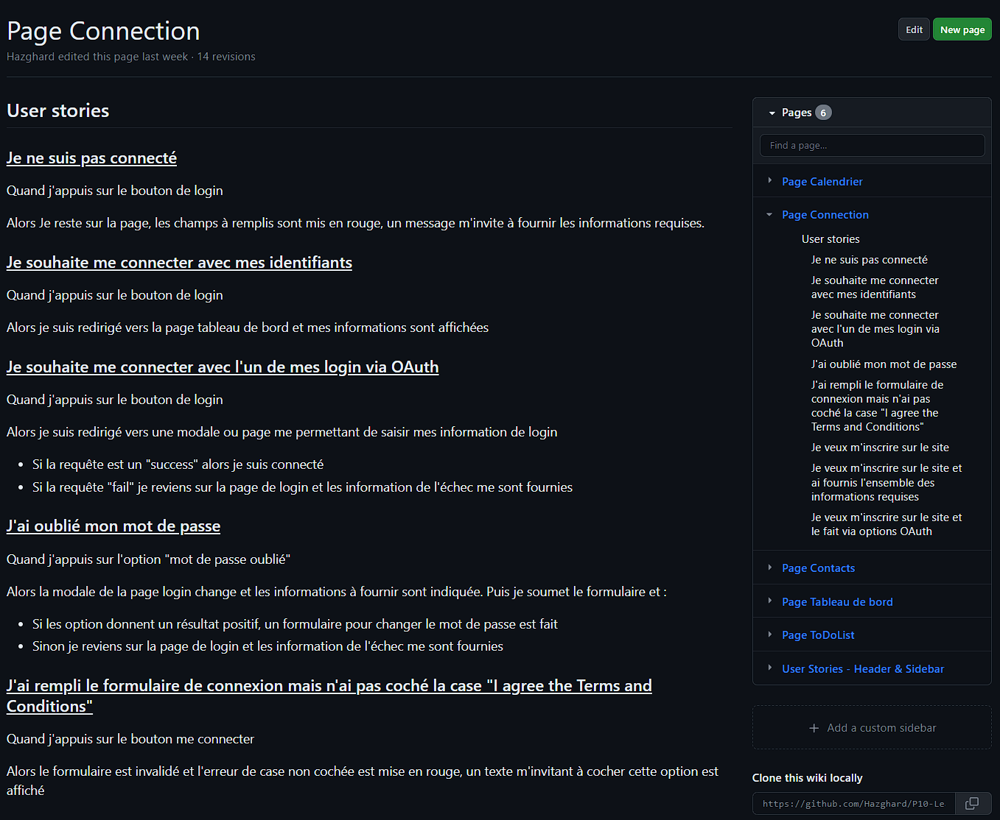 Page Connection
Edit
New page
Hazghard edited this page last week · 14 revisions
User stories
Je ne suis pas connecté
Quand j'appuis sur le bouton de login
Alors Je reste sur la page, les champs à remplis sont mis en rouge, un message m'invite à fournir les informations requises.
Je souhaite me connecter avec mes identifiants
Quand j'appuis sur le bouton de login
Alors je suis redirigé vers la page tableau de bord et mes informations sont affichées
Je souhaite me connecter avec l'un de mes login via OAuth
Quand j'appuis sur le bouton de login
Alors je suis redirigé vers une modale ou page me permettant de saisir mes information de login
• Si la requête est un "success" alors je suis connecté
• Si la requête "fail" je reviens sur la page de login et les information de l'échec me sont fournies
J'ai oublié mon mot de passe
Quand j'appuis sur l'option "mot de passe oublié"
Alors la modale de la page login change et les informations à fournir sont indiquée. Puis je soumet le formulaire et :
• Si les option donnent un résultat positif, un formulaire pour changer le mot de passe est fait
• Sinon je reviens sur la page de login et les information de l'échec me sont fournies
J'ai rempli le formulaire de connexion mais n'ai pas coché la case "I agree the Terms and
Conditions"
Quand j'appuis sur le bouton me connecter
Alors le formulaire est invalidé et l'erreur de case non cochée est mise en rouge, un texte m'invitant à cocher cette option est
affiché
Pages 6
Find a page...
Page Calendrier
Page Connection
User stories
Je ne suis pas connecté
Je souhaite me connecter
avec mes identifiants
Je souhaite me connecter
avec l'un de mes login via
OAuth
J'ai oublié mon mot de passe
J'ai rempli le formulaire de
connexion mais n'ai pas
coché la case "I agree the
Terms and Conditions"
Je veux m'inscrire sur le site
Je veux m'inscrire sur le site et
ai fournis l'ensemble des
informations requises
Je veux m'inscrire sur le site et
le fait via options OAuth
Page Contacts
Page Tableau de bord
Page ToDoList
User Stories - Header & Sidebar
+ Add a custom sidebar
Clone this wiki locally
https://github.com/Hazghard/P10-Le